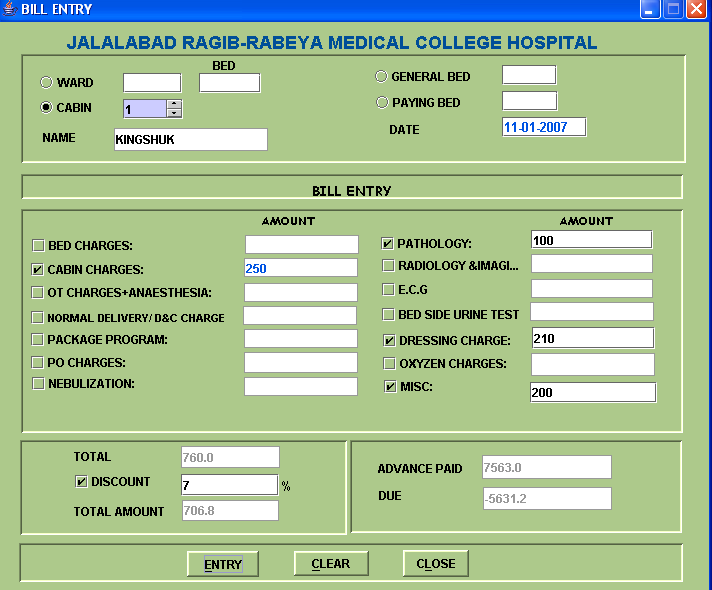 BILL ENTRY
JALALABAD RAGIB-RABEYA MEDICAL COLLEGE HOSPITAL
BED
WARD
GENERAL BED
CABIN 1
PAYING BED
NAME KINGSHUK
DATE 11-01-2007
BILL ENTRY
AMOUNT
BED CHARGES:
CABIN CHARGES: 250
OT CHARGES+ANAESTHESIA:
NORMAL DELIVERY/ D&C CHARGE
PACKAGE PROGRAM:
PO CHARGES:
NEBULIZATION:
AMOUNT
PATHOLOGY: 100
RADIOLOGY &IMAGI...
E.C.G
BED SIDE URINE TEST
DRESSING CHARGE: 210
OXYZEN CHARGES:
MISC: 200
TOTAL 760.0
DISCOUNT 7 %
TOTAL AMOUNT 706.8
ADVANCE PAID 7563.0
DUE -5631.2
ENTRY CLEAR CLOSE